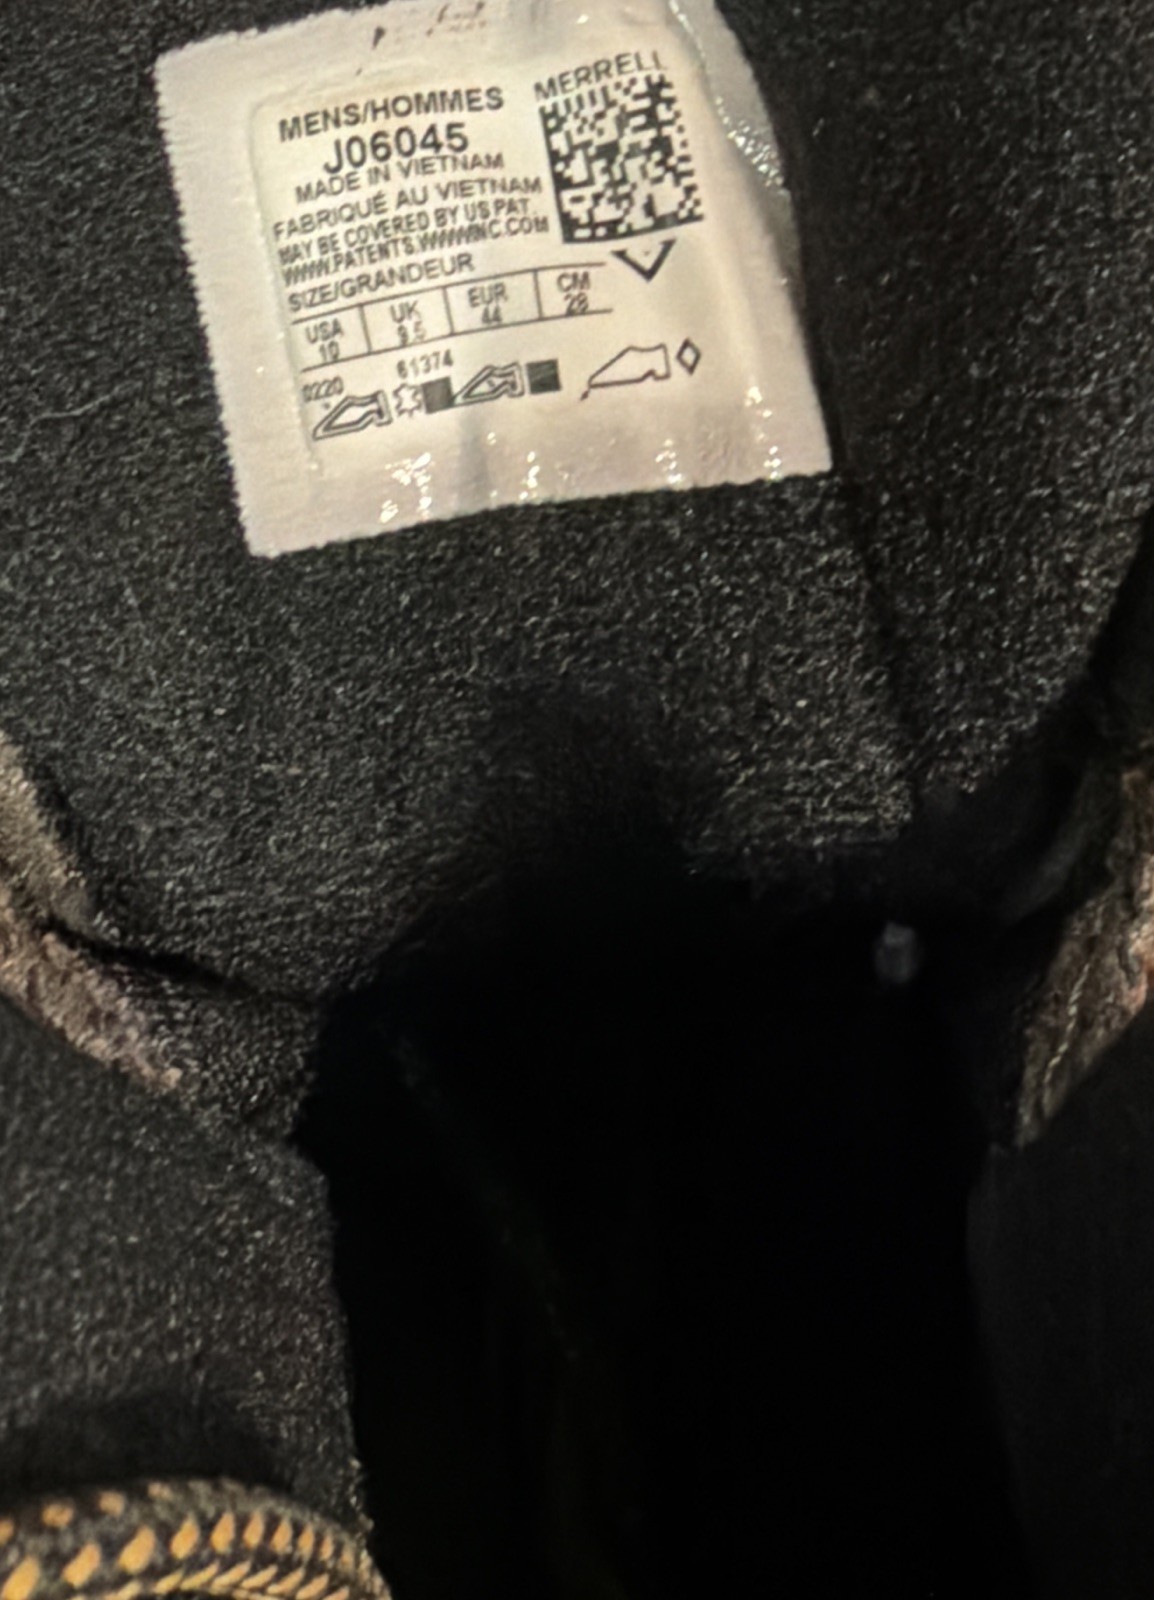 MENS/HOMMES
J06045
MADE IN VIETNAM
FABRIQUÉ AU VIETNAM
MAY BE COVERED BY US PAT.
WWW.PATENTS.WWWINC.COM
SIZE/GRANDEUR
USA UK EUR CM
10 9.5 44 28
0220 61374
MERRELL